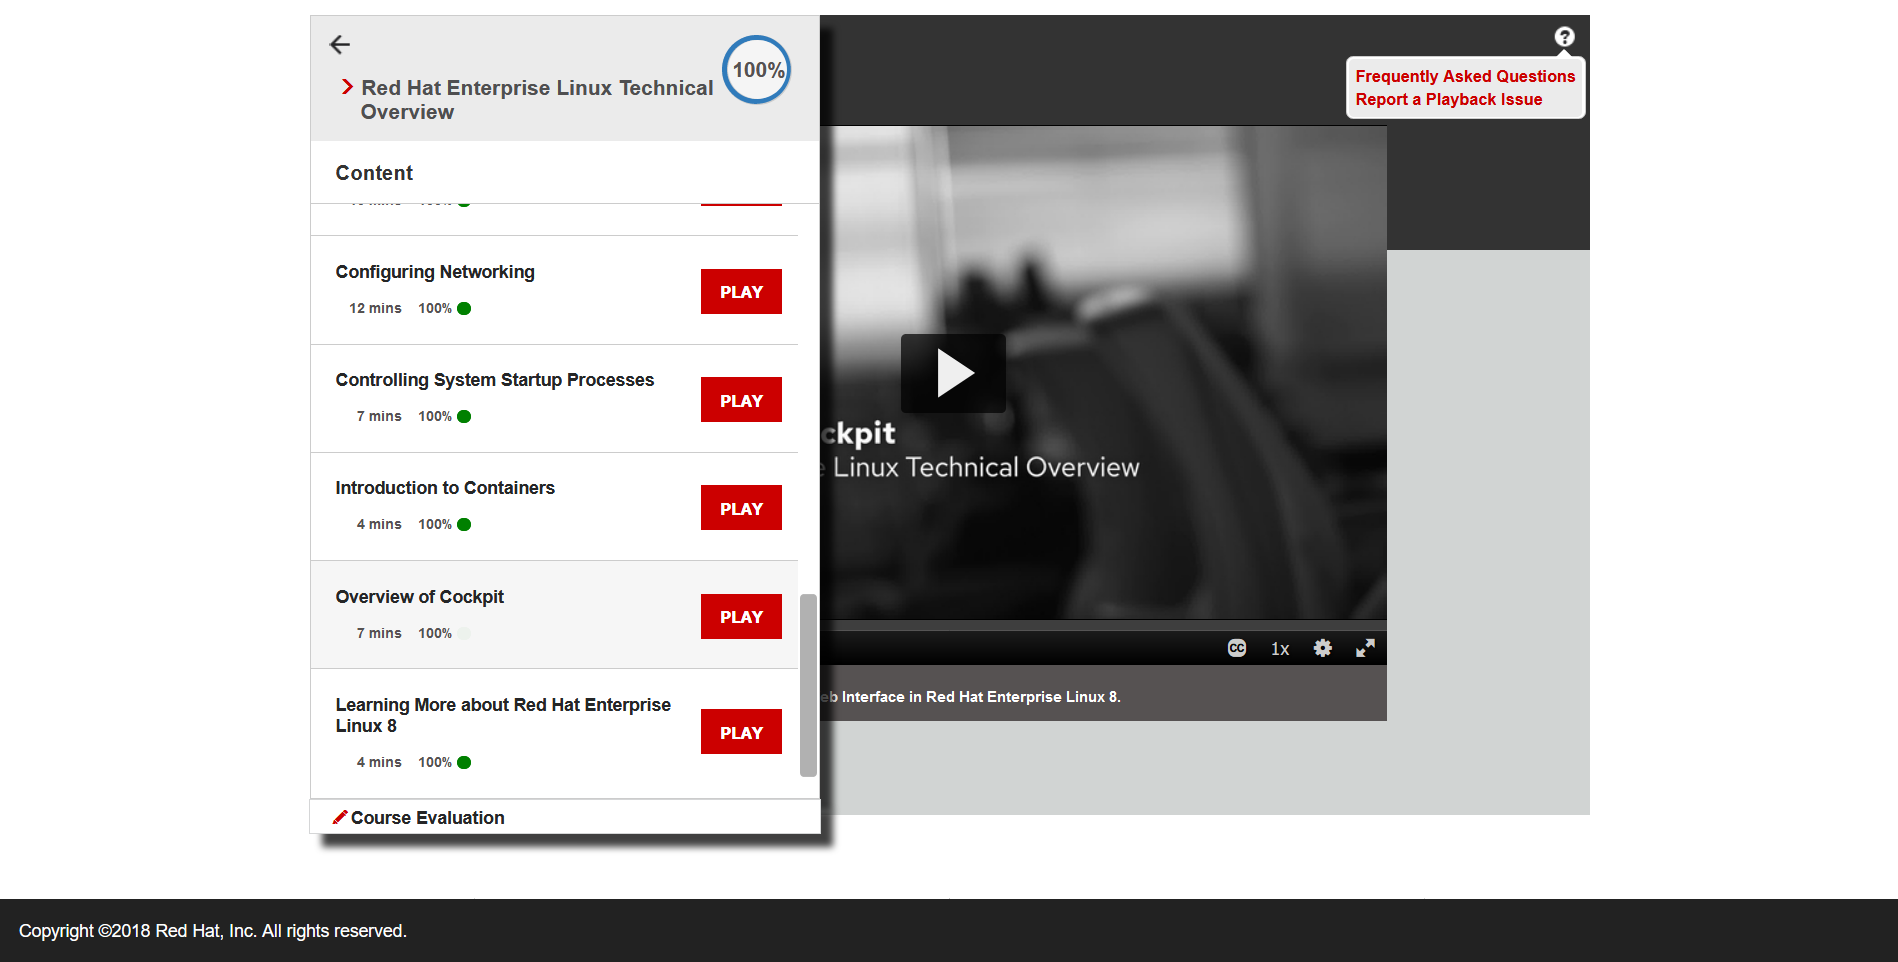 100%
Red Hat Enterprise Linux Technical
Overview
Content
Configuring Networking
12 mins 100%
PLAY
Controlling System Startup Processes
7 mins 100%
PLAY
Introduction to Containers
4 mins 100%
PLAY
Overview of Cockpit
7 mins 100%
PLAY
Learning More about Red Hat Enterprise
Linux 8
4 mins 100%
PLAY
Course Evaluation
?
Frequently Asked Questions
Report a Playback Issue
ckpit
Linux Technical Overview
CC 1x
eb Interface in Red Hat Enterprise Linux 8.
Copyright ©2018 Red Hat, Inc. All rights reserved.